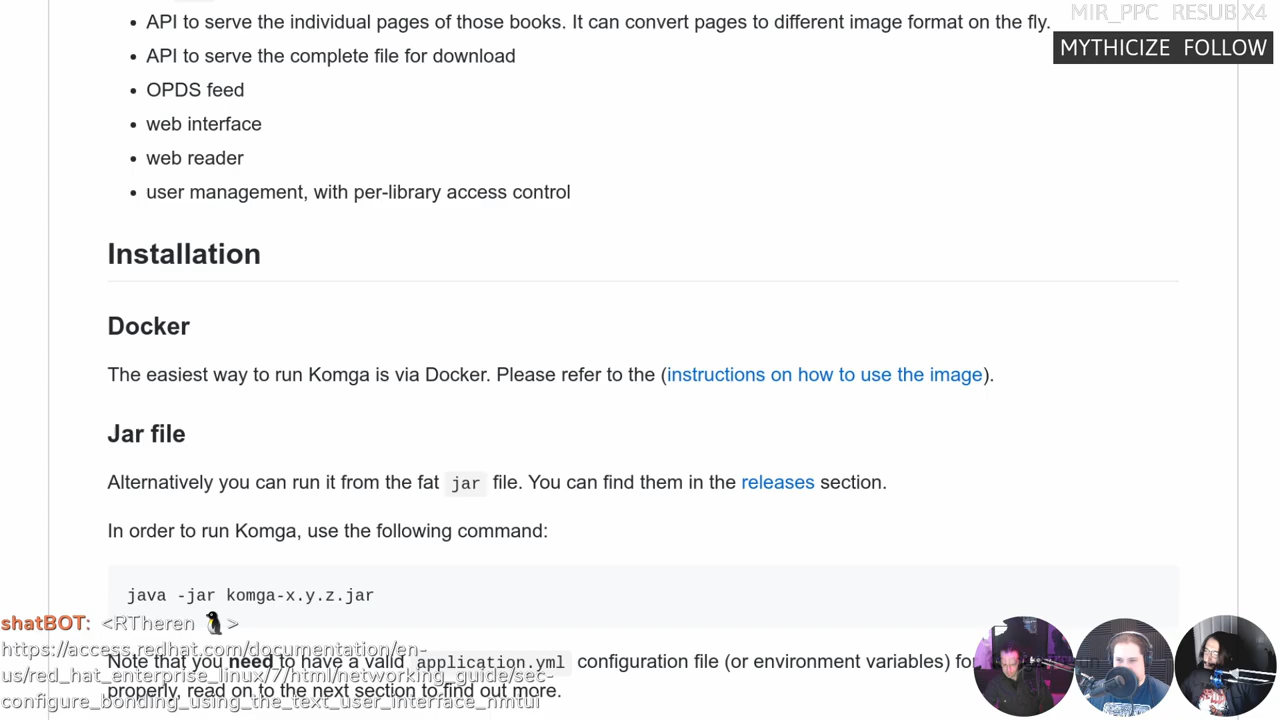 MIR_PPC RESUB X4
• API to serve the individual pages of those books. It can convert pages to different image format on the fly.
MYTHICIZE FOLLOW
• API to serve the complete file for download
• OPDS feed
• web interface
• web reader
• user management, with per-library access control
Installation
Docker
The easiest way to run Komga is via Docker. Please refer to the (instructions on how to use the image).
Jar file
Alternatively you can run it from the fat jar file. You can find them in the releases section.
In order to run Komga, use the following command:
java -jar komga-x.y.z.jar
shatBOT: <RTheren 🐧>
https://access.redhat.com/documentation/en-
us/red_hat_enterprise_linux/7/html/networking_guide/sec-
configure_bonding_using_the_text_user_interface_nmtui
Note that you need to have a valid application.yml configuration file (or environment variables) fo
properly, read on to the next section to find out more.